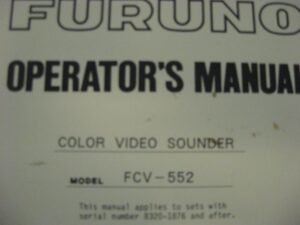 FURUNO
OPERATOR'S MANUAL
COLOR VIDEO SOUNDER
MODEL FCV-552
This manual applies to sets with
serial number 8320-1876 and after.